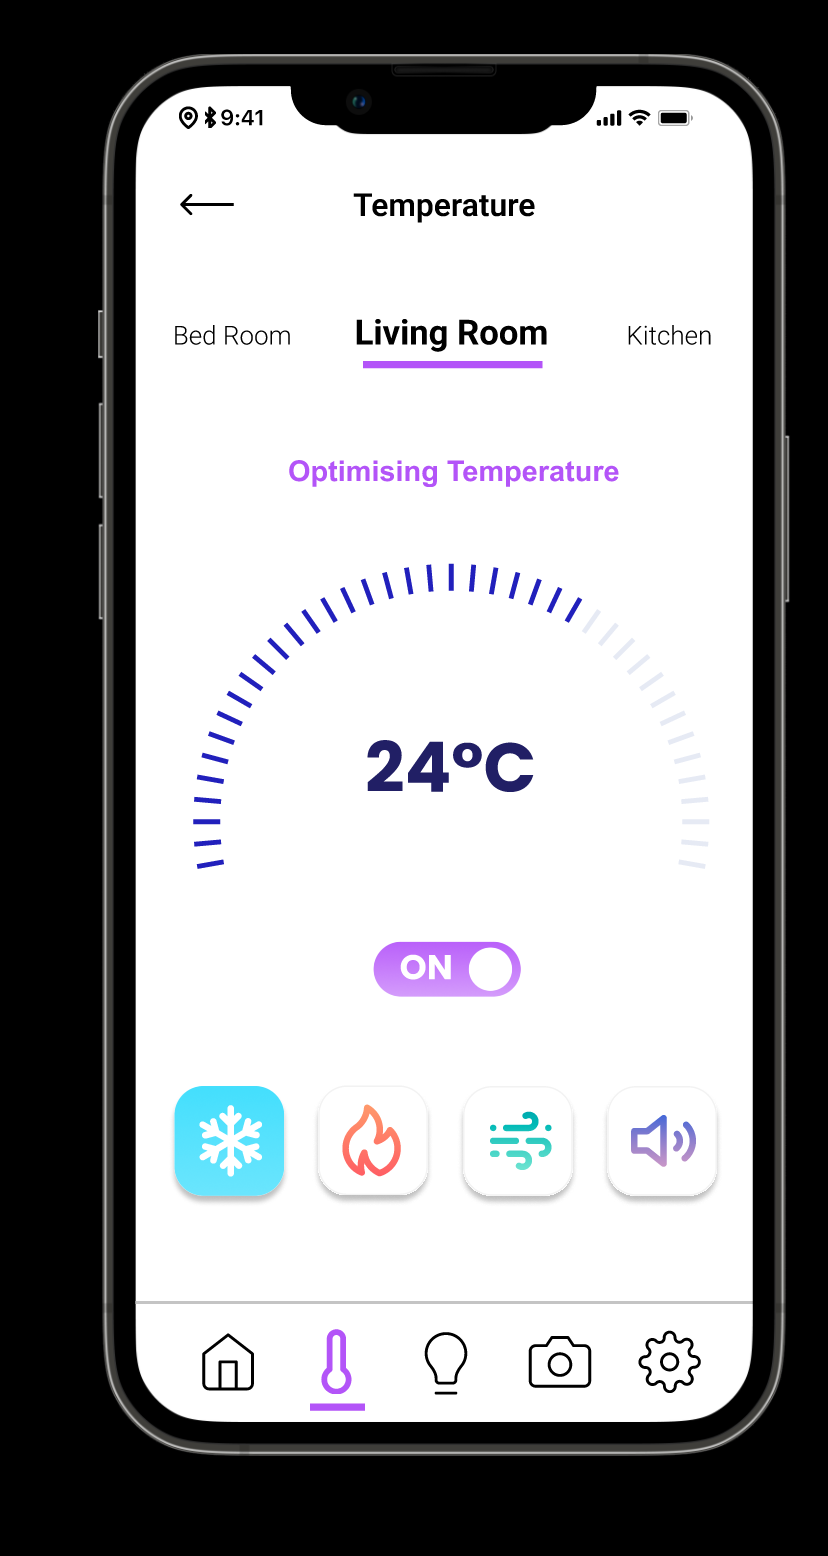 9:41
Temperature
Bed Room Living Room Kitchen
Optimising Temperature
24°C
ON